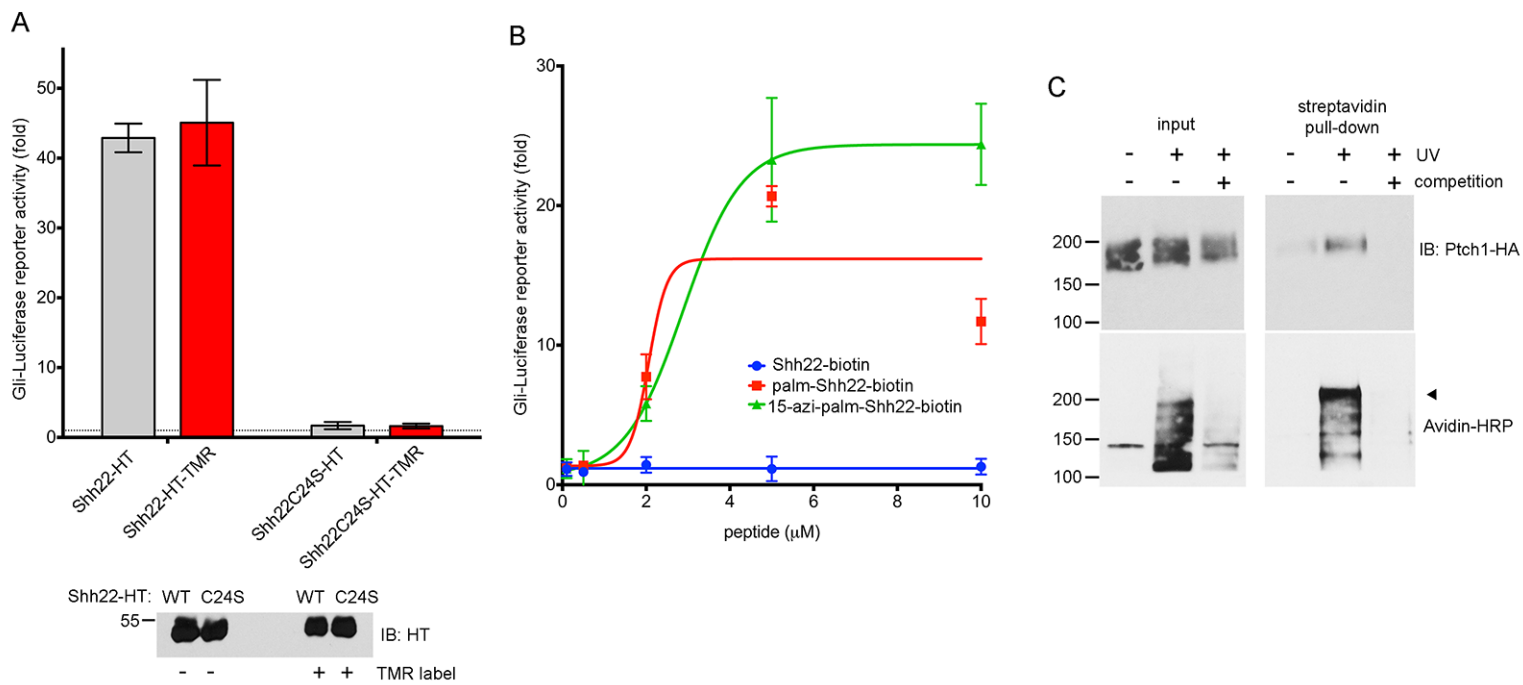 A
Gli-Luciferase reporter activity (fold)
50
40
30
20
10
0
Shh22-HT
Shh22-HT-TMR
Shh22C24S-HT
Shh22C24S-HT-TMR
Shh22-HT: WT C24S WT C24S
55
IB: HT
- - + + TMR label
B
Gli-Luciferase reporter activity (fold)
30
20
10
0
0 2 4 6 8 10
peptide (μM)
Shh22-biotin
palm-Shh22-biotin
15-azi-palm-Shh22-biotin
C
input
streptavidin
pull-down
- + + - + + UV
- - + - - + competition
200
150
100
IB: Ptch1-HA
200
150
100
Avidin-HRP